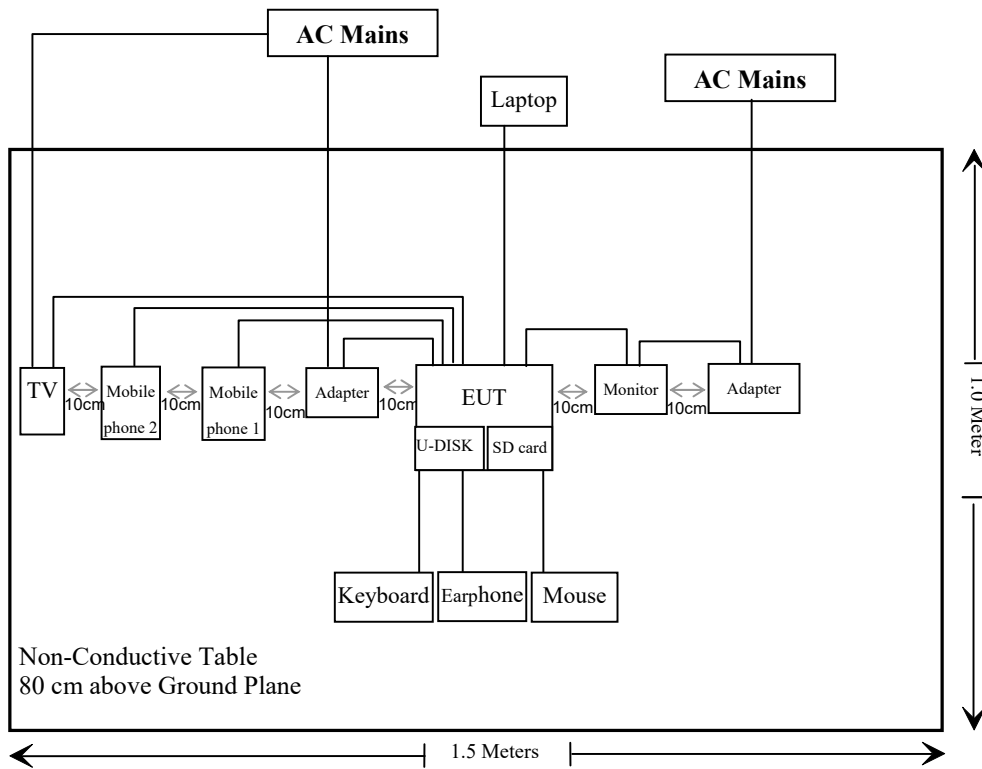 AC Mains
AC Mains
Laptop
TV
10cm
Mobile
phone 2
10cm
Mobile
phone 1
10cm
Adapter
10cm
EUT
10cm
Monitor
10cm
Adapter
U-DISK
SD card
1.0 Meter
Keyboard
Earphone
Mouse
Non-Conductive Table
80 cm above Ground Plane
1.5 Meters